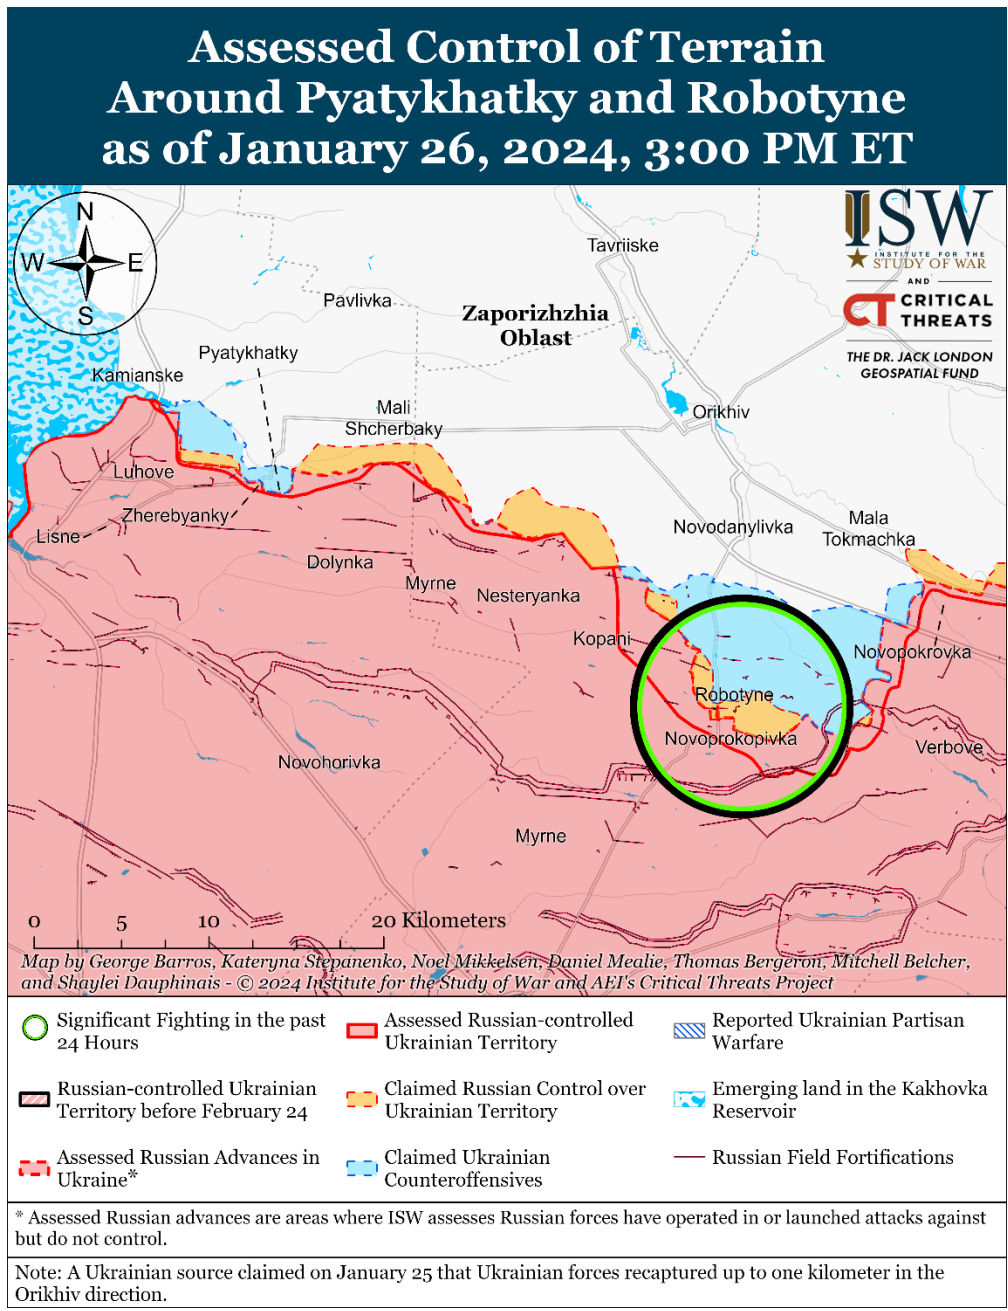 Assessed Control of Terrain
Around Pyatykhatky and Robotyne
as of January 26, 2024, 3:00 PM ET
N
W
E
S
ISW
INSTITUTE FOR THE
STUDY OF WAR
AND
CT CRITICAL
THREATS
THE DR. JACK LONDON
GEOSPATIAL FUND
Tavriiske
Pavlivka
Zaporizhzhia
Oblast
Pyatykhatky
Kamianske
Mali
Shcherbaky
Orikhiv
Luhove
Zherebyanky
Lisne
Novodanylivka
Mala
Tokmachka
Dolynka
Myrne
Nesteryanka
Kopani
Novopokrovka
Robotyne
Novoprokopivka
Verbove
Novohorivka
Myrne
0 5 10 20 Kilometers
Map by George Barros, Kateryna Stepanenko, Noel Mikkelsen, Daniel Mealie, Thomas Bergeron, Mitchell Belcher,
and Shaylei Dauphinais - © 2024 Institute for the Study of War and AEI's Critical Threats Project
Significant Fighting in the past
24 Hours
Assessed Russian-controlled
Ukrainian Territory
Reported Ukrainian Partisan
Warfare
Russian-controlled Ukrainian
Territory before February 24
Claimed Russian Control over
Ukrainian Territory
Emerging land in the Kakhovka
Reservoir
Assessed Russian Advances in
Ukraine*
Claimed Ukrainian
Counteroffensives
Russian Field Fortifications
* Assessed Russian advances are areas where ISW assesses Russian forces have operated in or launched attacks against
but do not control.
Note: A Ukrainian source claimed on January 25 that Ukrainian forces recaptured up to one kilometer in the
Orikhiv direction.